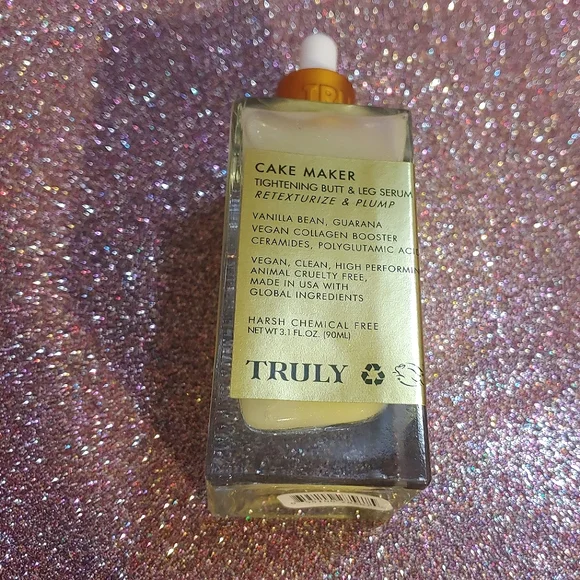 TRU
CAKE MAKER
TIGHTENING BUTT & LEG SERUM
RETEXTURIZE & PLUMP
VANILLA BEAN, GUARANA
VEGAN COLLAGEN BOOSTER
CERAMIDES, POLYGLUTAMIC ACI
VEGAN, CLEAN, HIGH PERFORMIN
ANIMAL CRUELTY FREE,
MADE IN USA WITH
GLOBAL INGREDIENTS
HARSH CHEMICAL FREE
NET WT 3.1 FL.OZ. (90ML)
TRULY